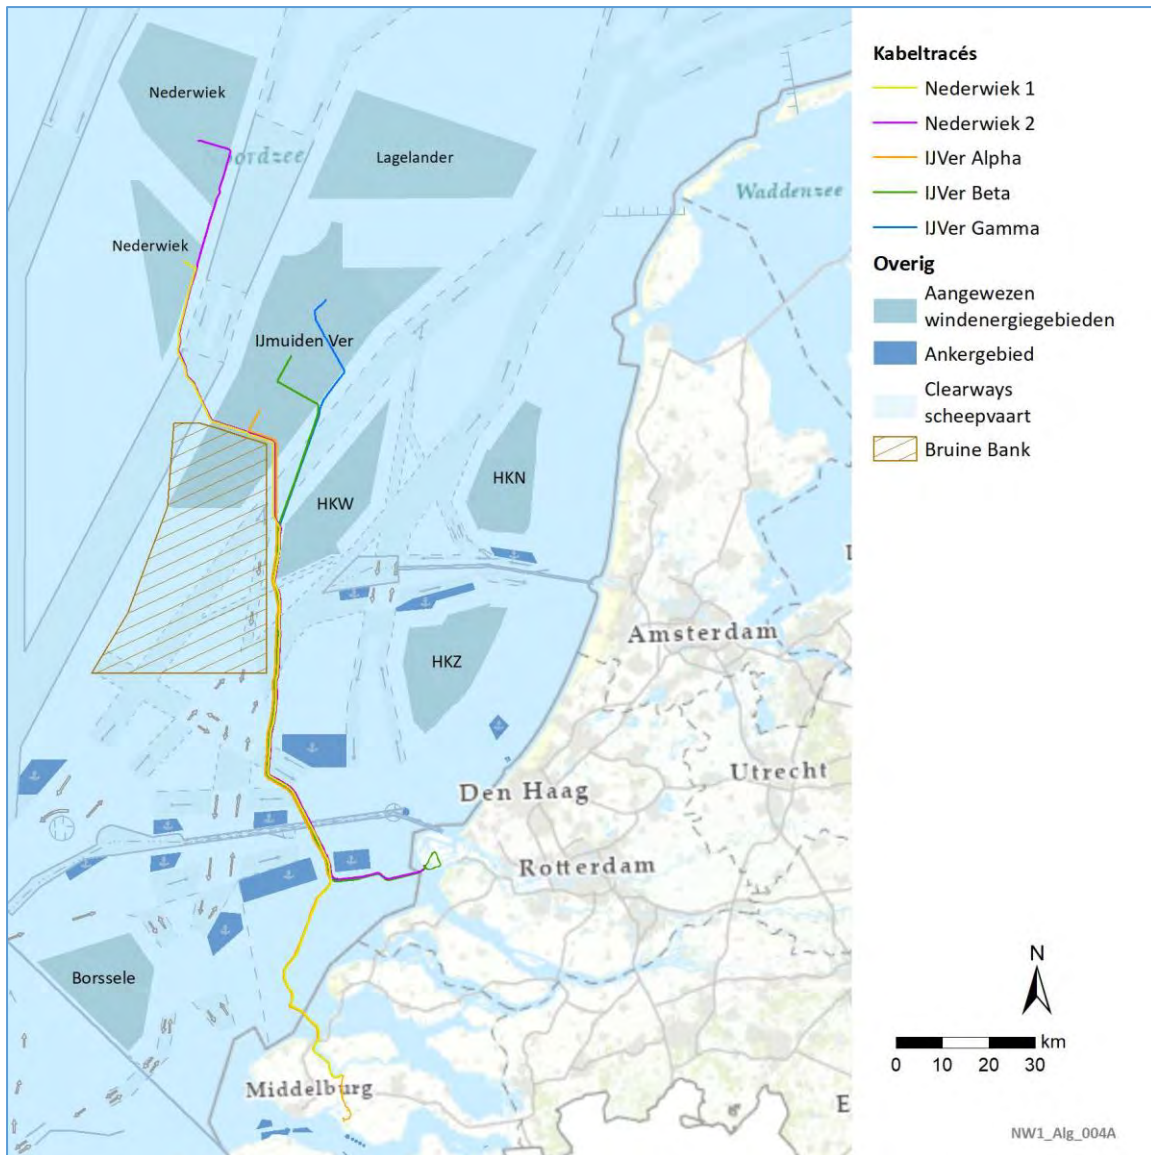 Nederwiek
Noordzee
Lagelander
Waddenzee
Nederwiek
IJmuiden Ver
HKW
HKN
HKZ
Amsterdam
Utrecht
Den Haag
Rotterdam
Borssele
Middelburg
E
Kabeltracés
Nederwiek 1
Nederwiek 2
IJVer Alpha
IJVer Beta
IJVer Gamma
Overig
Aangewezen
windenergiegebieden
Ankergebied
Clearways
scheepvaart
Bruine Bank
N
km
0 10 20 30
NW1_Alg_004A